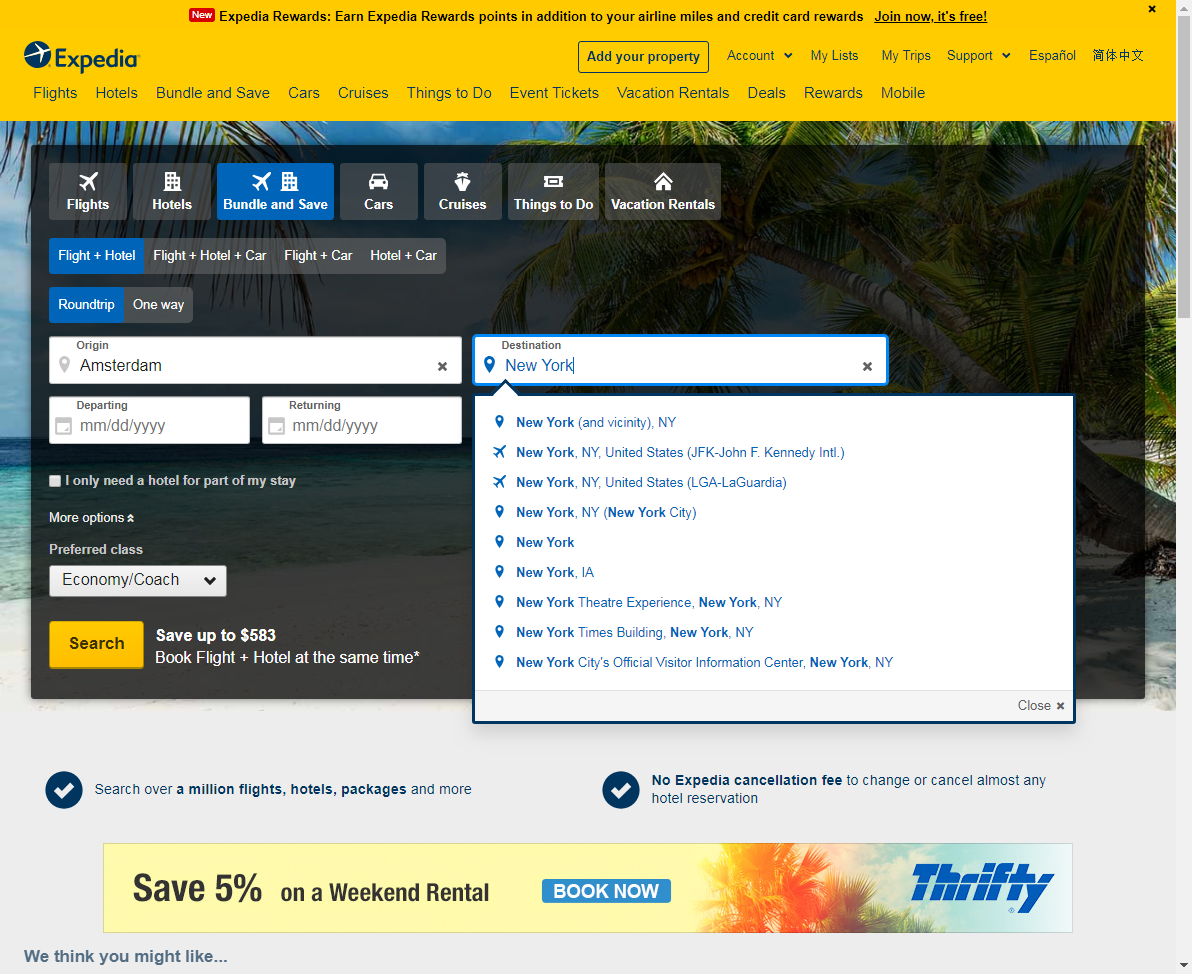 New Expedia Rewards: Earn Expedia Rewards points in addition to your airline miles and credit card rewards Join now, it's free!
Expedia
Add your property Account My Lists My Trips Support Español 简体中文
Flights Hotels Bundle and Save Cars Cruises Things to Do Event Tickets Vacation Rentals Deals Rewards Mobile
Flights Hotels Bundle and Save Cars Cruises Things to Do Vacation Rentals
Flight + Hotel Flight + Hotel + Car Flight + Car Hotel + Car
Roundtrip One way
Origin
Amsterdam
Destination
New York
Departing
mm/dd/yyyy
Returning
mm/dd/yyyy
New York (and vicinity), NY
New York, NY, United States (JFK-John F. Kennedy Intl.)
New York, NY, United States (LGA-LaGuardia)
New York, NY (New York City)
New York
New York, IA
New York Theatre Experience, New York, NY
New York Times Building, New York, NY
New York City's Official Visitor Information Center, New York, NY
Close
I only need a hotel for part of my stay
More options
Preferred class
Economy/Coach
Search
Save up to $583
Book Flight + Hotel at the same time*
Search over a million flights, hotels, packages and more
No Expedia cancellation fee to change or cancel almost any
hotel reservation
Save 5% on a Weekend Rental BOOK NOW Thrifty
We think you might like...